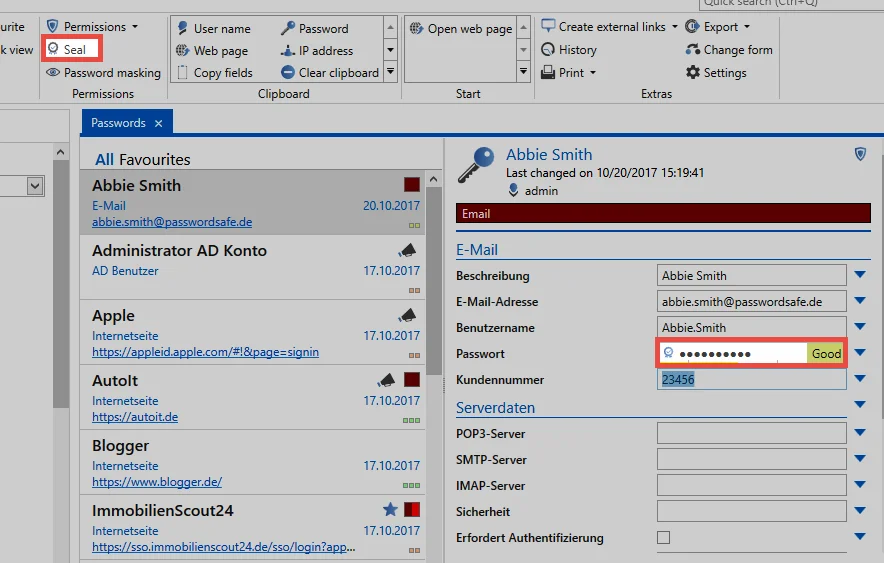 Quick search (Ctrl+Q)
Permissions
User name
Password
Open web page
Create external links
Export
k view
Seal
Web page
IP address
History
Change form
Password masking
Copy fields
Clear clipboard
Print
Settings
Permissions
Clipboard
Start
Extras
Passwords ×
All Favourites
Abbie Smith
E-Mail 20.10.2017
abbie.smith@passwordsafe.de
Administrator AD Konto
AD Benutzer 17.10.2017
Apple
Internetseite 17.10.2017
https://appleid.apple.com/#!&page=signin
AutoIt
Internetseite 17.10.2017
https://autoit.de
Blogger
Internetseite 17.10.2017
https://www.blogger.de/
ImmobilienScout24
Internetseite 17.10.2017
https://sso.immobilienscout24.de/sso/login?app...
Abbie Smith
Last changed on 10/20/2017 15:19:41
admin
Email
E-Mail
Beschreibung Abbie Smith
E-Mail-Adresse abbie.smith@passwordsafe.de
Benutzername Abbie.Smith
Passwort ●●●●●●●●●● Good
Kundennummer 23456
Serverdaten
POP3-Server
SMTP-Server
IMAP-Server
Sicherheit
Erfordert Authentifizierung